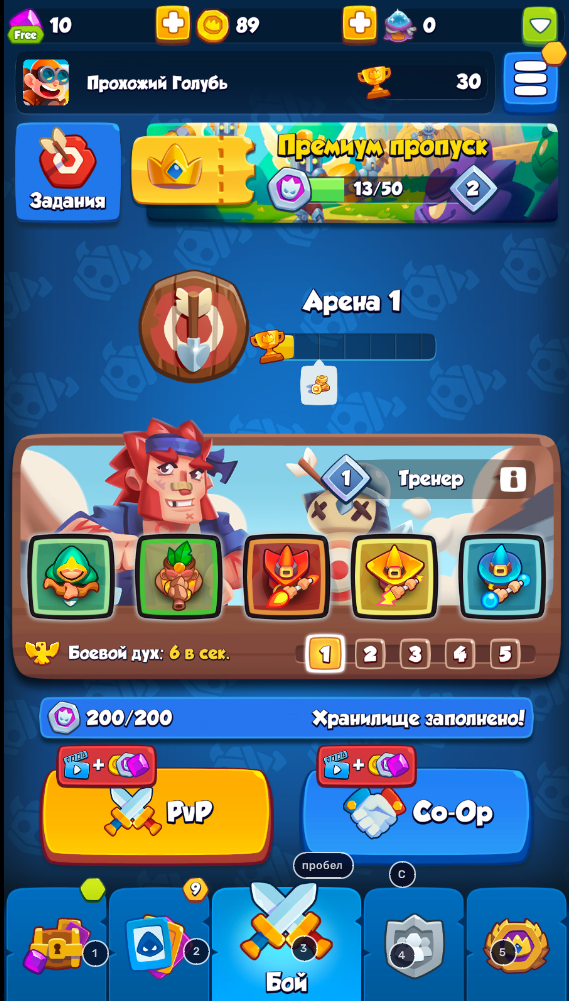 Free 10 89 0
Прохожий Голубь 30
Задания
Премиум пропуск
13/50 2
Арена 1
1 Тренер i
Боевой дух: 6 в сек. 1 2 3 4 5
200/200 Хранилище заполнено!
+ +
PvP Co-Op
пробел C
9
1 2 3 4 5
Бой